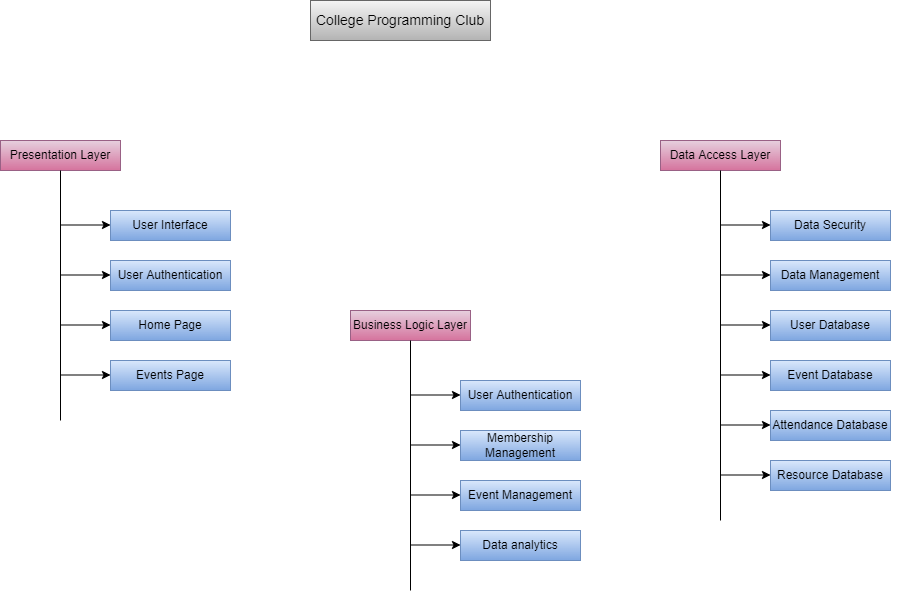 College Programming Club
Presentation Layer
User Interface
User Authentication
Home Page
Events Page
Business Logic Layer
User Authentication
Membership
Management
Event Management
Data analytics
Data Access Layer
Data Security
Data Management
User Database
Event Database
Attendance Database
Resource Database